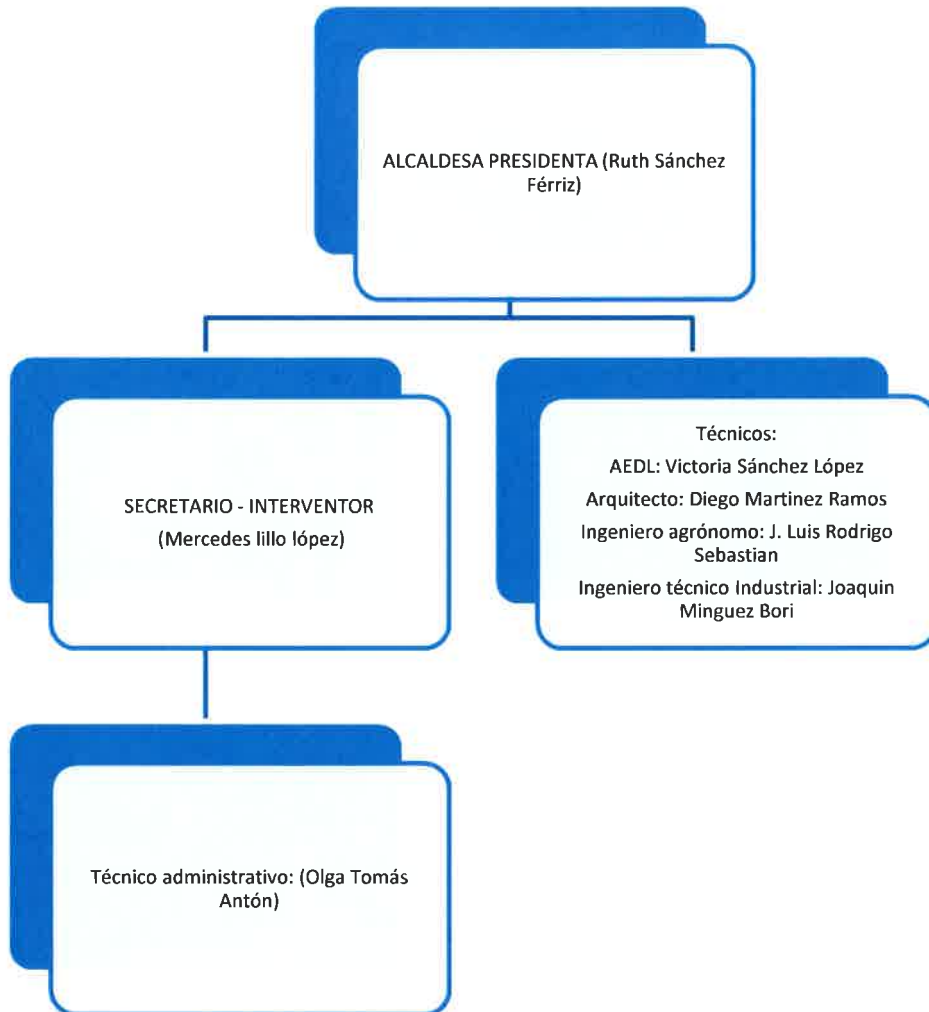 ALCALDESA PRESIDENTA (Ruth Sánchez
Férriz)
SECRETARIO - INTERVENTOR
(Mercedes lillo lópez)
Técnicos:
AEDL: Victoria Sánchez López
Arquitecto: Diego Martinez Ramos
Ingeniero agrónomo: J. Luis Rodrigo
Sebastian
Ingeniero técnico Industrial: Joaquin
Minguez Bori
Técnico administrativo: (Olga Tomás
Antón)